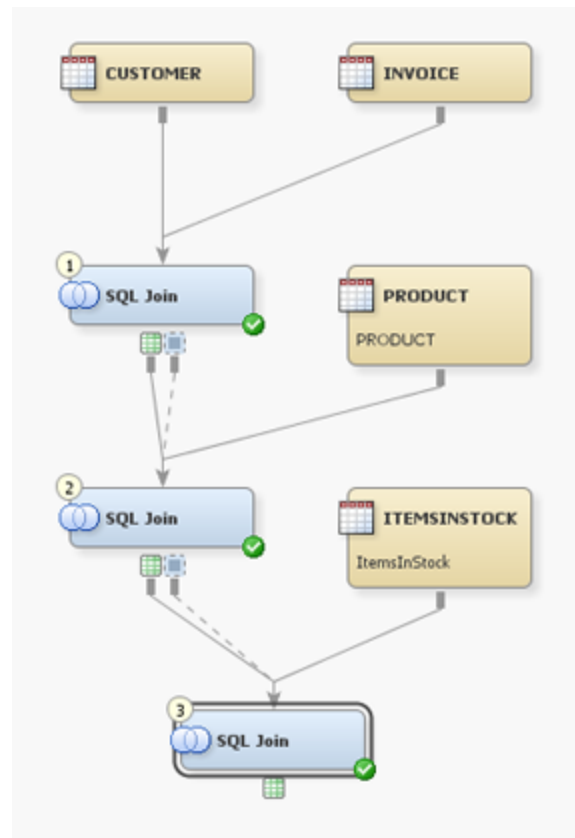 CUSTOMER
INVOICE
1
SQL Join
PRODUCT
PRODUCT
2
SQL Join
ITEMSINSTOCK
ItemsInStock
3
SQL Join